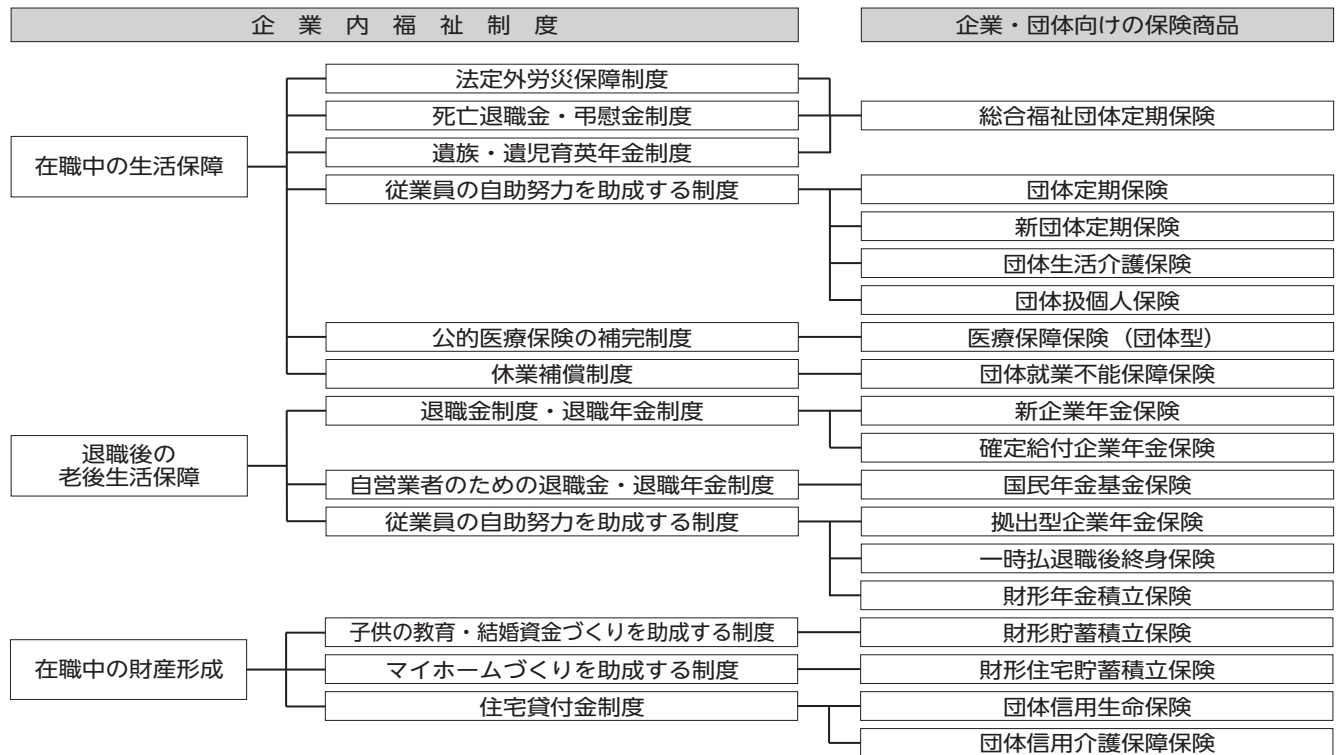 企業内福祉制度
企業・団体向けの保険商品
在職中の生活保障
法定外労災保障制度
死亡退職金・弔慰金制度
遺族・遺児育英年金制度
総合福祉団体定期保険
従業員の自助努力を助成する制度
団体定期保険
新団体定期保険
団体生活介護保険
団体扱個人保険
公的医療保険の補完制度
医療保障保険（団体型）
休業補償制度
団体就業不能保障保険
退職後の
老後生活保障
退職金制度・退職年金制度
新企業年金保険
確定給付企業年金保険
自営業者のための退職金・退職年金制度
国民年金基金保険
従業員の自助努力を助成する制度
拠出型企業年金保険
一時払退職後終身保険
財形年金積立保険
在職中の財産形成
子供の教育・結婚資金づくりを助成する制度
財形貯蓄積立保険
マイホームづくりを助成する制度
財形住宅貯蓄積立保険
住宅貸付金制度
団体信用生命保険
団体信用介護保障保険